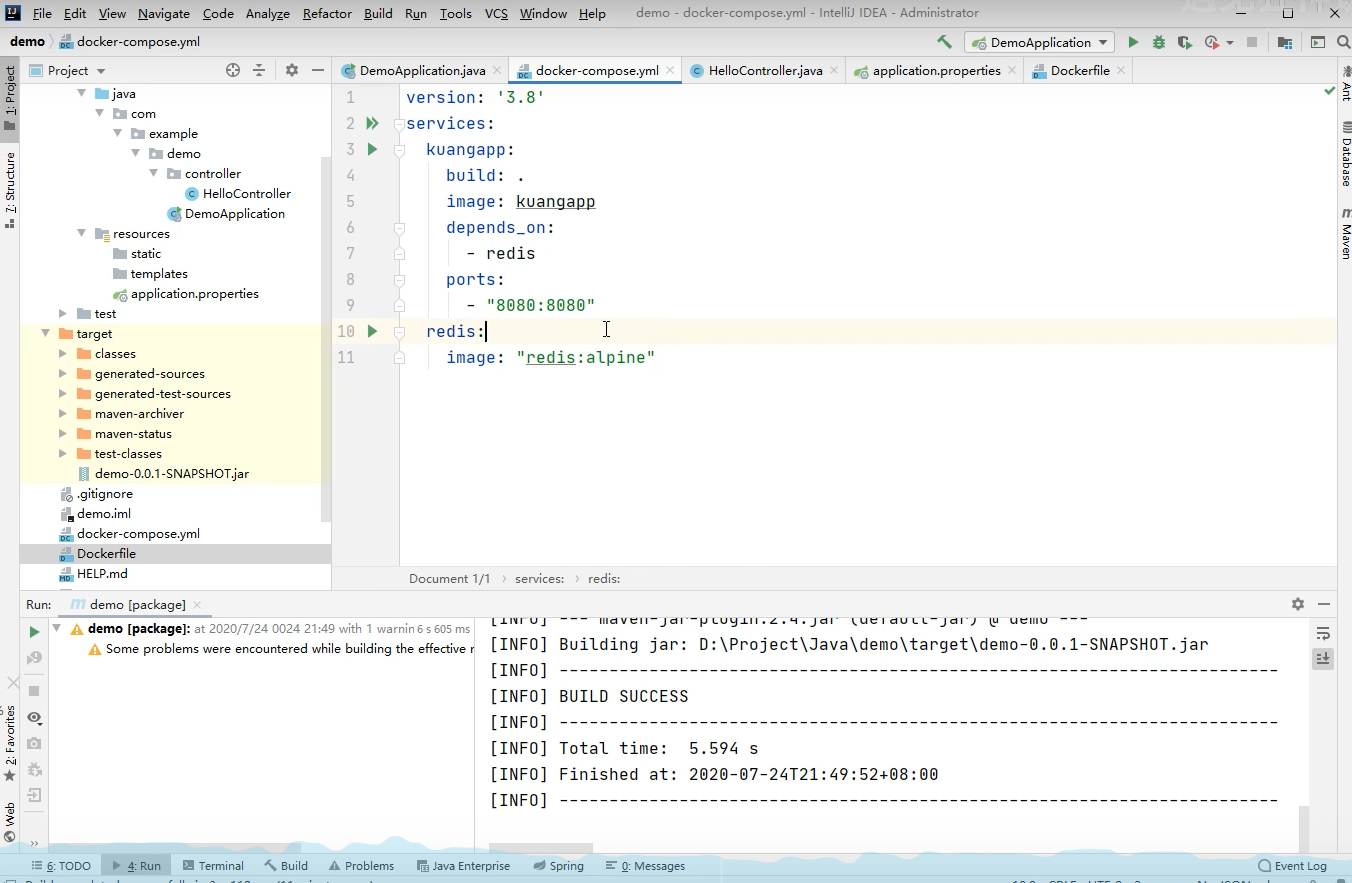 File Edit View Navigate Code Analyze Refactor Build Run Tools VCS Window Help demo - docker-compose.yml - IntelliJ IDEA - Administrator
demo docker-compose.yml DemoApplication
1: Project
Project
DemoApplication.java docker-compose.yml HelloController.java application.properties Dockerfile
Ant
Database
Maven
7: Structure
java
com
example
demo
controller
HelloController
DemoApplication
resources
static
templates
application.properties
test
target
classes
generated-sources
generated-test-sources
maven-archiver
maven-status
test-classes
demo-0.0.1-SNAPSHOT.jar
.gitignore
demo.iml
docker-compose.yml
Dockerfile
HELP.md
1 version: '3.8'
2 services:
3 kuangapp:
4 build: .
5 image: kuangapp
6 depends_on:
7 - redis
8 ports:
9 - "8080:8080"
10 redis:
11 image: "redis:alpine"
Document 1/1 › services: › redis:
Run: demo [package]
demo [package]: at 2020/7/24 0024 21:49 with 1 warnin 6 s 605 ms
Some problems were encountered while building the effective
[INFO] --- maven-jar-plugin:2.4:jar (default-jar) @ demo ---
[INFO] Building jar: D:\Project\Java\demo\target\demo-0.0.1-SNAPSHOT.jar
[INFO] ------------------------------------------------------------------------
[INFO] BUILD SUCCESS
[INFO] ------------------------------------------------------------------------
[INFO] Total time: 5.594 s
[INFO] Finished at: 2020-07-24T21:49:52+08:00
[INFO] ------------------------------------------------------------------------
2: Favorites
Web
6: TODO 4: Run Terminal Build Problems Java Enterprise Spring 0: Messages Event Log